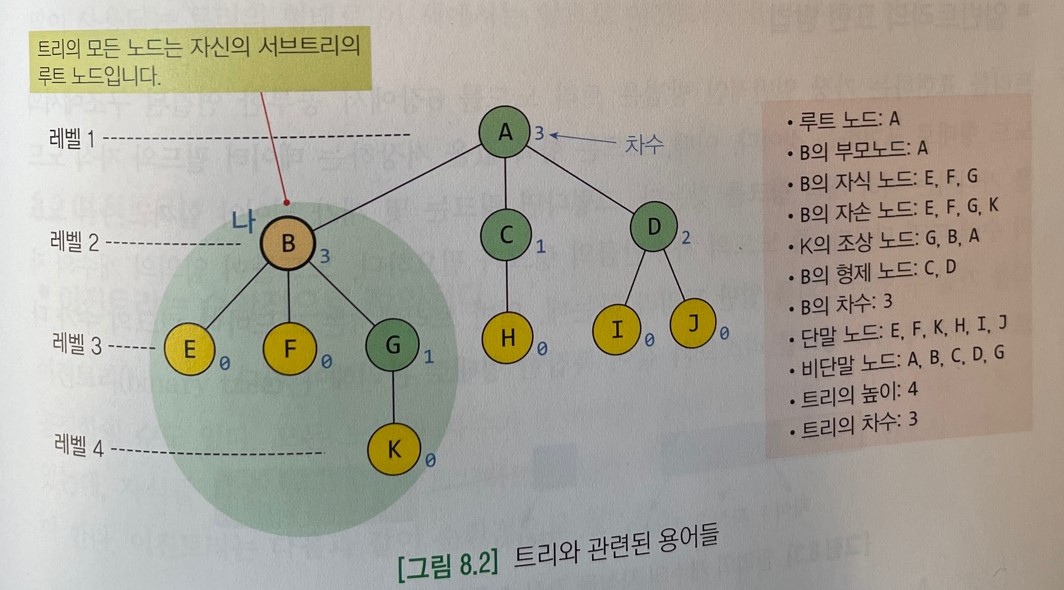 트리의 모든 노드는 자신의 서브트리의
루트 노드입니다.
레벨 1
A 3 차수
레벨 2
나
B 3
C 1
D 2
레벨 3
E 0
F 0
G 1
H 0
I 0
J 0
레벨 4
K 0
• 루트 노드: A
• B의 부모노드: A
• B의 자식 노드: E, F, G
• B의 자손 노드: E, F, G, K
• K의 조상 노드: G, B, A
• B의 형제 노드: C, D
• B의 차수: 3
• 단말 노드: E, F, K, H, I, J
• 비단말 노드: A, B, C, D, G
• 트리의 높이: 4
• 트리의 차수: 3
[그림 8.2] 트리와 관련된 용어들